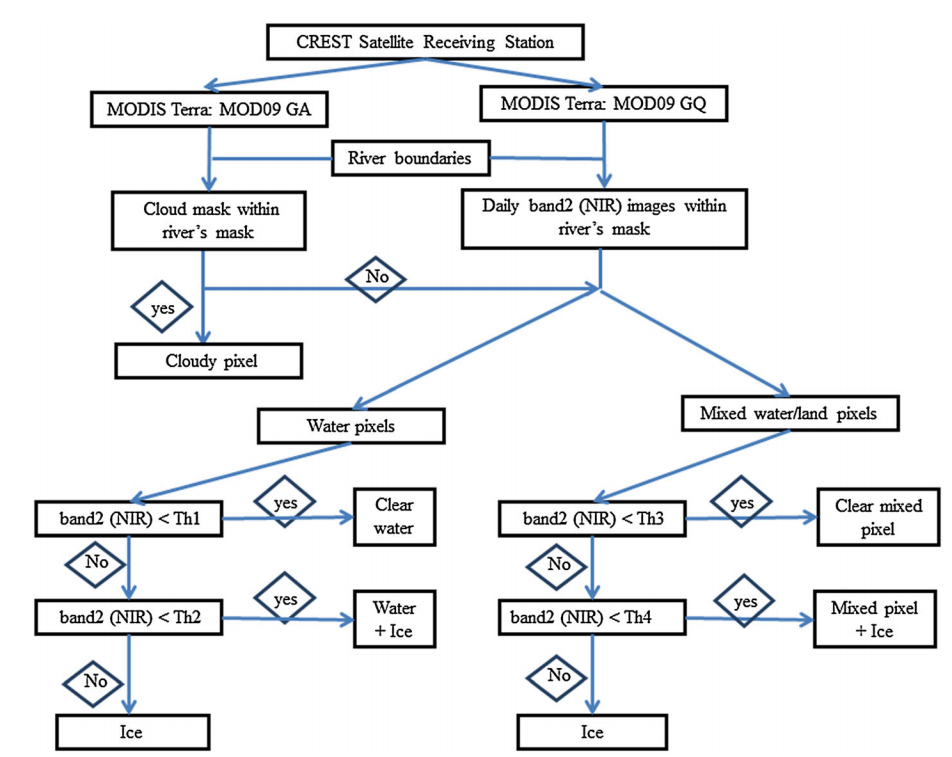 CREST Satellite Receiving Station
MODIS Terra: MOD09 GA
MODIS Terra: MOD09 GQ
River boundaries
Cloud mask within
river's mask
Daily band2 (NIR) images within
river's mask
No
yes
Cloudy pixel
Water pixels
Mixed water/land pixels
band2 (NIR) < Th1
yes
Clear
water
No
band2 (NIR) < Th2
yes
Water
+ Ice
No
Ice
band2 (NIR) < Th3
yes
Clear mixed
pixel
No
band2 (NIR) < Th4
yes
Mixed pixel
+ Ice
No
Ice